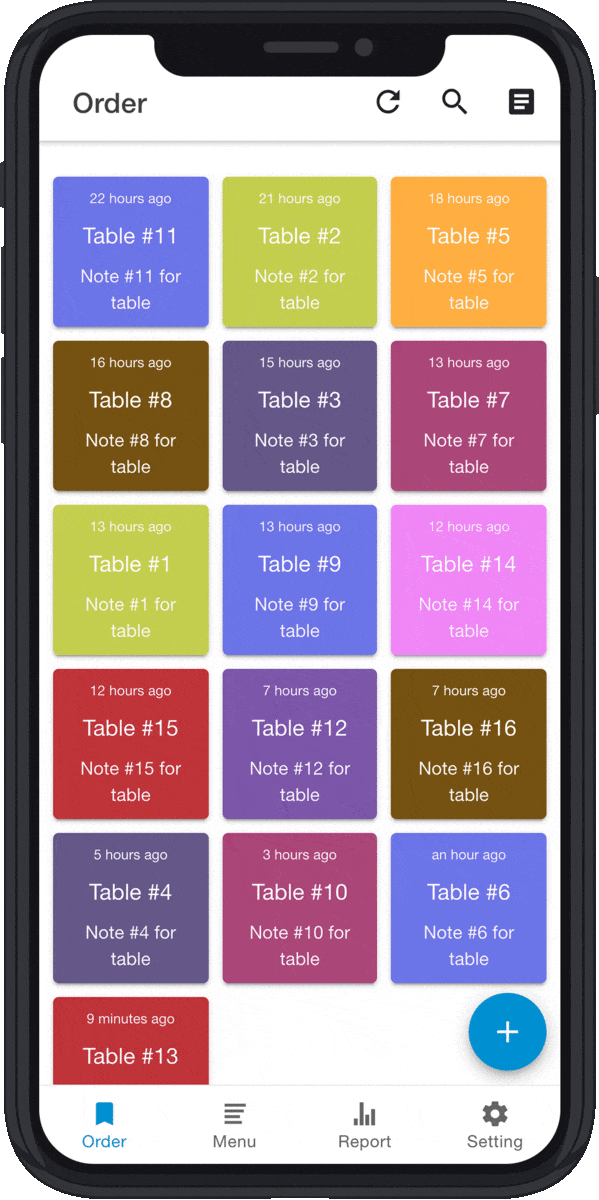 Order
22 hours ago
Table #11
Note #11 for
table
21 hours ago
Table #2
Note #2 for
table
18 hours ago
Table #5
Note #5 for
table
16 hours ago
Table #8
Note #8 for
table
15 hours ago
Table #3
Note #3 for
table
13 hours ago
Table #7
Note #7 for
table
13 hours ago
Table #1
Note #1 for
table
13 hours ago
Table #9
Note #9 for
table
12 hours ago
Table #14
Note #14 for
table
12 hours ago
Table #15
Note #15 for
table
7 hours ago
Table #12
Note #12 for
table
7 hours ago
Table #16
Note #16 for
table
5 hours ago
Table #4
Note #4 for
table
3 hours ago
Table #10
Note #10 for
table
an hour ago
Table #6
Note #6 for
table
9 minutes ago
Table #13
Order
Menu
Report
Setting